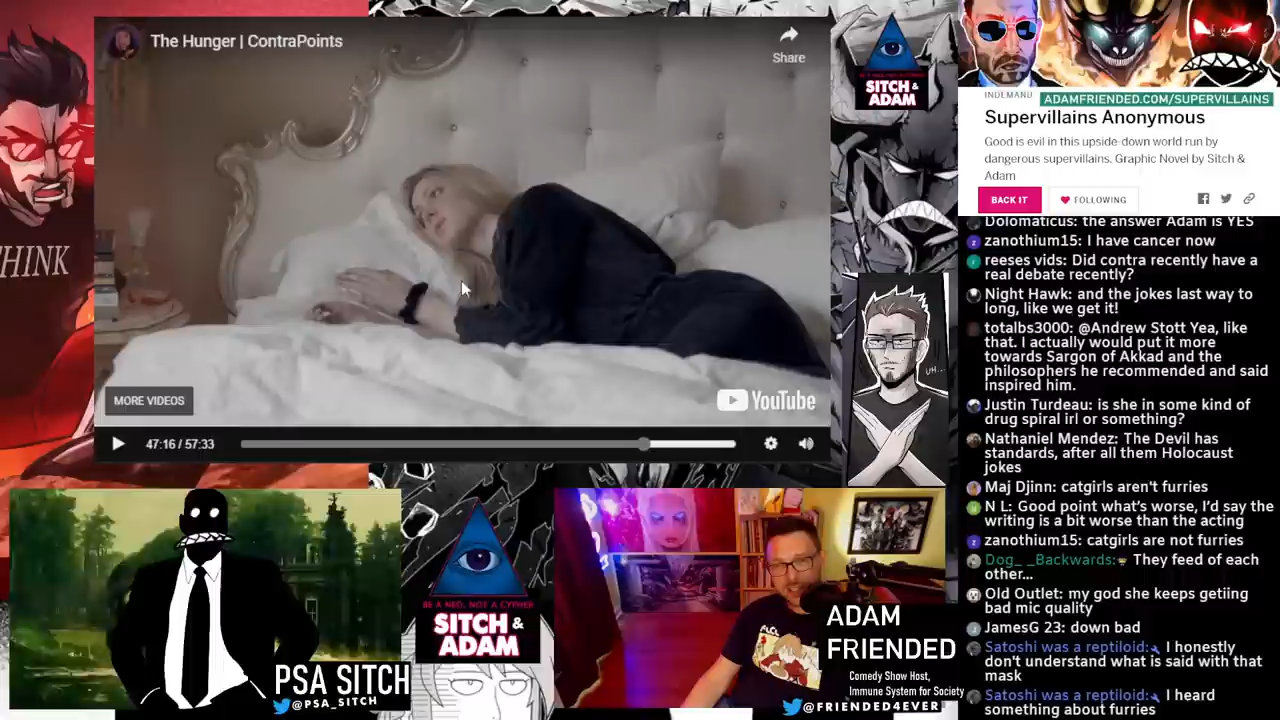 The Hunger | ContraPoints
Share
MORE VIDEOS
YouTube
47:16 / 57:33
THINK
SITCH &
ADAM
INDEMAND
ADAMFRIENDED.COM/SUPERVILLAINS
Supervillains Anonymous
Good is evil in this upside-down world run by
dangerous supervillains. Graphic Novel by Sitch &
Adam
BACK IT
FOLLOWING
UH...
Dolomaticus: the answer Adam is YES
zanothium15: I have cancer now
reeses vids: Did contra recently have a
real debate recently?
Night Hawk: and the jokes last way to
long, like we get it!
totalbs3000: @Andrew Stott Yea, like
that. I actually would put it more
towards Sargon of Akkad and the
philosophers he recommended and said
inspired him.
Justin Turdeau: is she in some kind of
drug spiral irl or something?
Nathaniel Mendez: The Devil has
standards, after all them Holocaust
jokes
Maj Djinn: catgirls aren't furries
N L: Good point what's worse, I'd say the
writing is a bit worse than the acting
zanothium15: catgirls are not furries
Dog_ _Backwards: They feed of each
other...
Old Outlet: my god she keeps getiing
bad mic quality
JamesG 23: down bad
Satoshi was a reptiloid: I honestly
don't understand what is said with that
mask
Satoshi was a reptiloid: I heard
something about furries
PSA SITCH
@PSA_SITCH
BE A NEO, NOT A CYPHER
SITCH &
ADAM
ADAM
FRIENDED
Comedy Show Host,
Immune System for Society
@FRIENDED4EVER